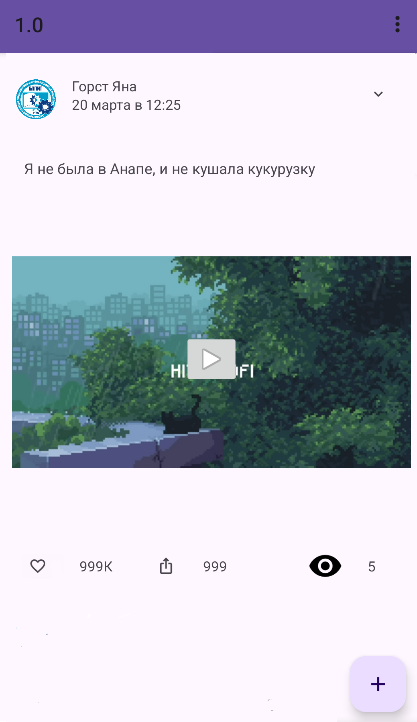 1.0
Горст Яна
20 марта в 12:25
Я не была в Анапе, и не кушала кукурузку
999K
999
5